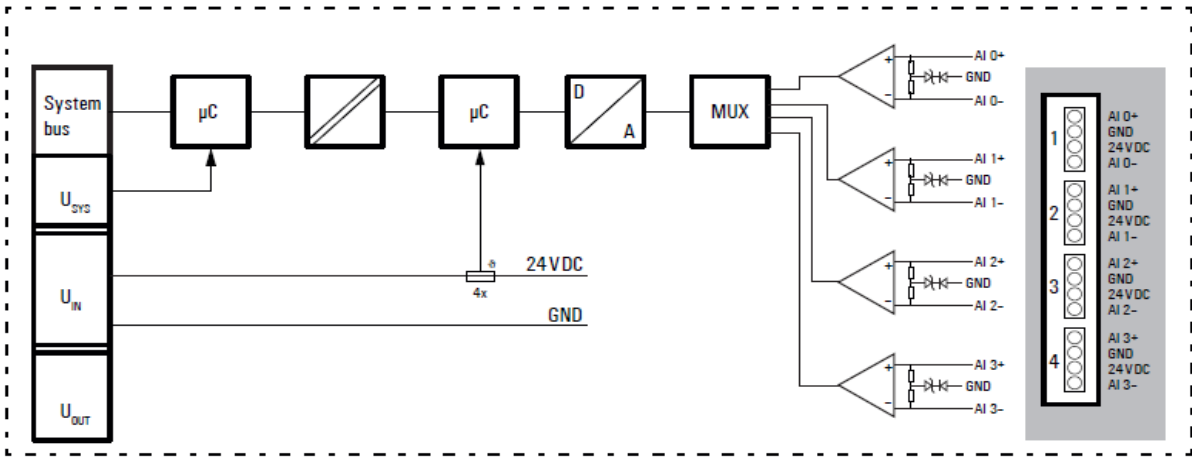 System
bus
U_SYS
U_IN
U_OUT
µC
µC
D
A
MUX
24 VDC
ϑ
4x
GND
+
−
AI 0+
GND
AI 0−
+
−
AI 1+
GND
AI 1−
+
−
AI 2+
GND
AI 2−
+
−
AI 3+
GND
AI 3−
1
AI 0+
GND
24 VDC
AI 0−
2
AI 1+
GND
24 VDC
AI 1−
3
AI 2+
GND
24 VDC
AI 2−
4
AI 3+
GND
24 VDC
AI 3−